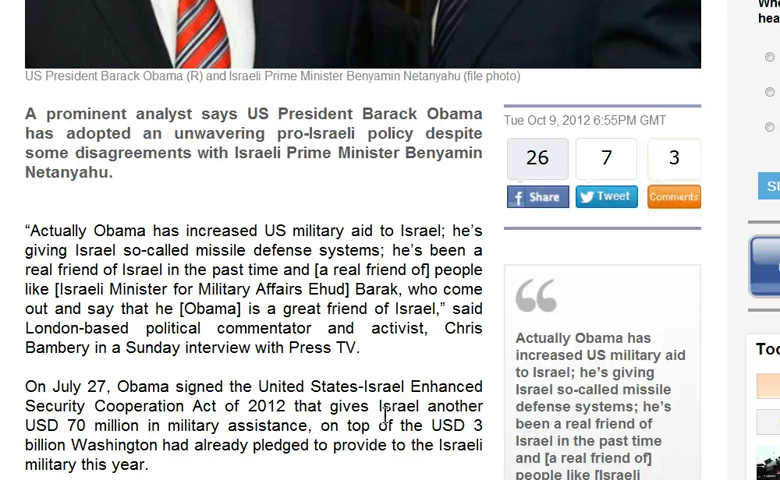 US President Barack Obama (R) and Israeli Prime Minister Benyamin Netanyahu (file photo)
A prominent analyst says US President Barack Obama
has adopted an unwavering pro-Israeli policy despite
some disagreements with Israeli Prime Minister Benyamin
Netanyahu.
“Actually Obama has increased US military aid to Israel; he’s
giving Israel so-called missile defense systems; he’s been a
real friend of Israel in the past time and [a real friend of] people
like [Israeli Minister for Military Affairs Ehud] Barak, who come
out and say that he [Obama] is a great friend of Israel,” said
London-based political commentator and activist, Chris
Bambery in a Sunday interview with Press TV.
On July 27, Obama signed the United States-Israel Enhanced
Security Cooperation Act of 2012 that gives Israel another
USD 70 million in military assistance, on top of the USD 3
billion Washington had already pledged to provide to the Israeli
military this year.
Tue Oct 9, 2012 6:55PM GMT
26 7 3
Share Tweet Comments
Actually Obama has
increased US military aid
to Israel; he’s giving
Israel so-called missile
defense systems; he’s
been a real friend of
Israel in the past time
and [a real friend of]
people like [Israeli